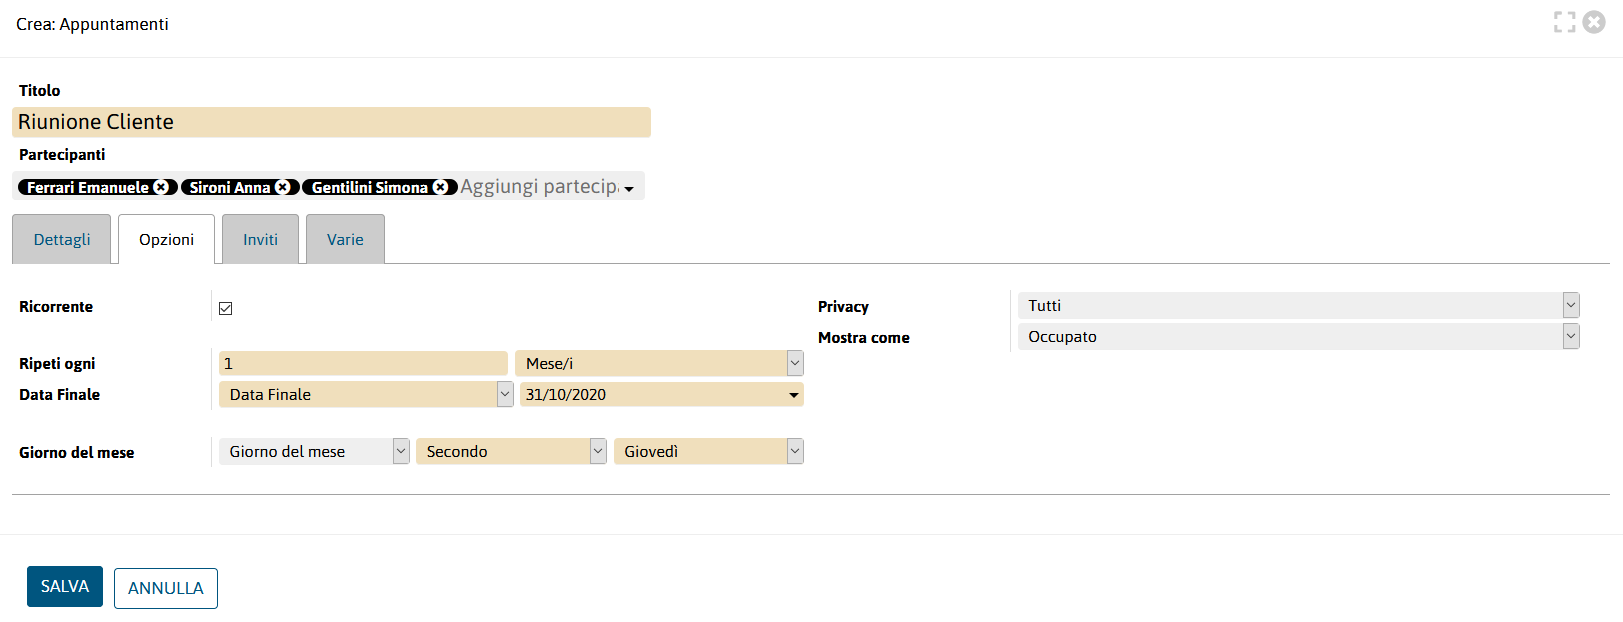 Crea: Appuntamenti
Titolo
Riunione Cliente
Partecipanti
Ferrari Emanuele Sironi Anna Gentilini Simona Aggiungi partecip
Dettagli Opzioni Inviti Varie
Ricorrente
Privacy Tutti
Mostra come Occupato
Ripeti ogni 1 Mese/i
Data Finale Data Finale 31/10/2020
Giorno del mese Giorno del mese Secondo Giovedì
SALVA ANNULLA